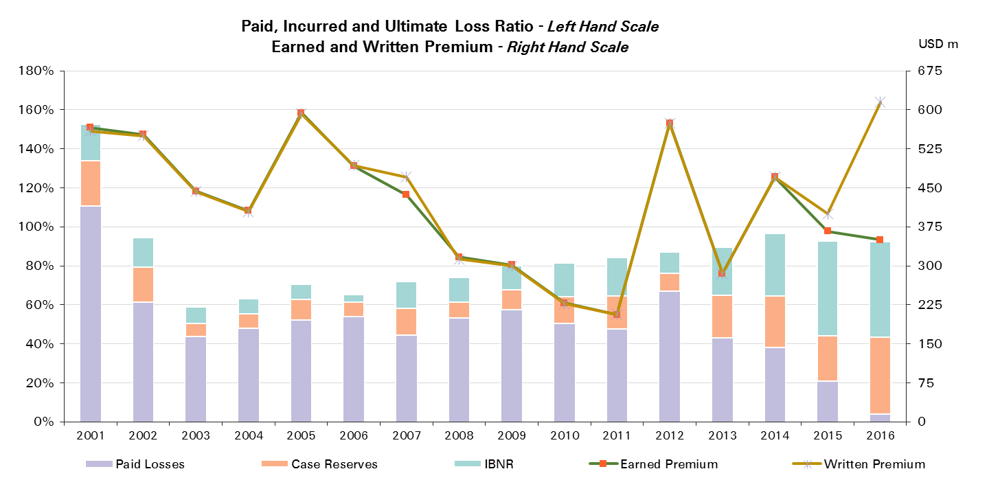 Paid, Incurred and Ultimate Loss Ratio - Left Hand Scale
Earned and Written Premium - Right Hand Scale
USD m
180% 675
160% 600
140% 525
120% 450
100% 375
80% 300
60% 225
40% 150
20% 75
0% 0
2001 2002 2003 2004 2005 2006 2007 2008 2009 2010 2011 2012 2013 2014 2015 2016
Paid Losses Case Reserves IBNR Earned Premium Written Premium